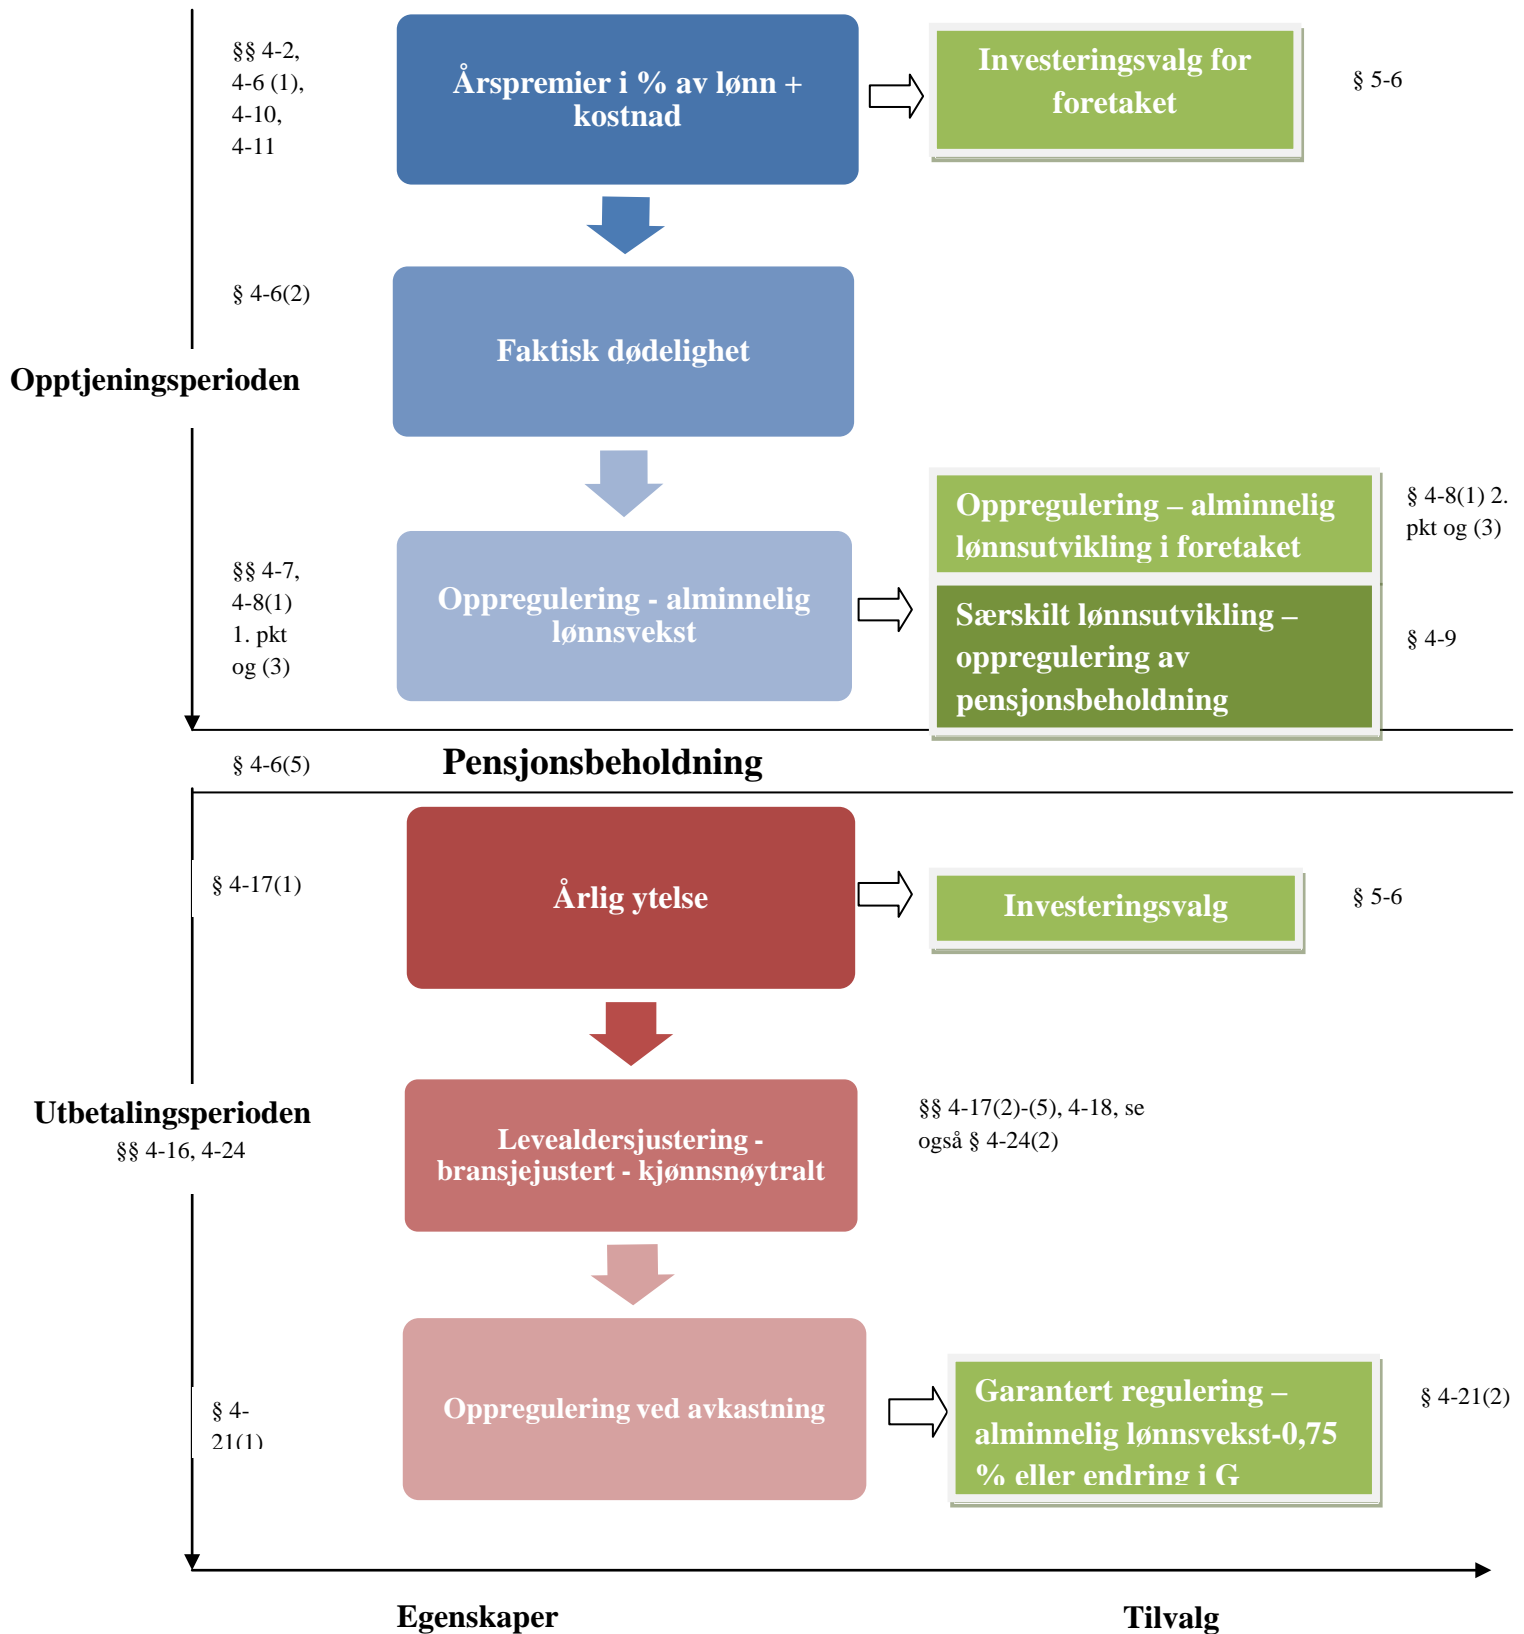 §§ 4-2,
4-6 (1),
4-10,
4-11
Årspremier i % av lønn +
kostnad
Investeringsvalg for
foretaket
§ 5-6
§ 4-6(2)
Faktisk dødelighet
Opptjeningsperioden
§§ 4-7,
4-8(1)
1. pkt
og (3)
Oppregulering - alminnelig
lønnsvekst
Oppregulering – alminnelig
lønnsutvikling i foretaket
§ 4-8(1) 2.
pkt og (3)
Særskilt lønnsutvikling –
oppregulering av
pensjonsbeholdning
§ 4-9
§ 4-6(5)
Pensjonsbeholdning
§ 4-17(1)
Årlig ytelse
Investeringsvalg
§ 5-6
Utbetalingsperioden
§§ 4-16, 4-24
Levealdersjustering -
bransjejustert - kjønnsnøytralt
§§ 4-17(2)-(5), 4-18, se
også § 4-24(2)
§ 4-
21(1)
Oppregulering ved avkastning
Garantert regulering –
alminnelig lønnsvekst-0,75
% eller endring i G
§ 4-21(2)
Egenskaper
Tilvalg